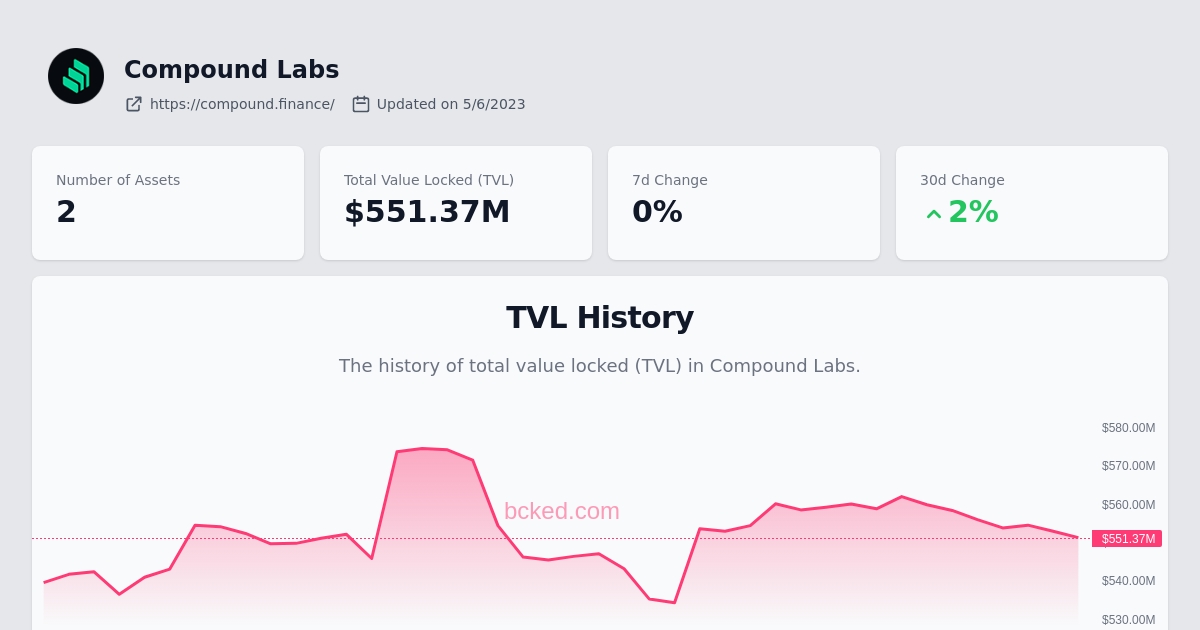 Compound Labs
https://compound.finance/ Updated on 5/6/2023
Number of Assets
2
Total Value Locked (TVL)
$551.37M
7d Change
0%
30d Change
2%
TVL History
The history of total value locked (TVL) in Compound Labs.
bcked.com
$580.00M
$570.00M
$560.00M
$551.37M
$540.00M
$530.00M